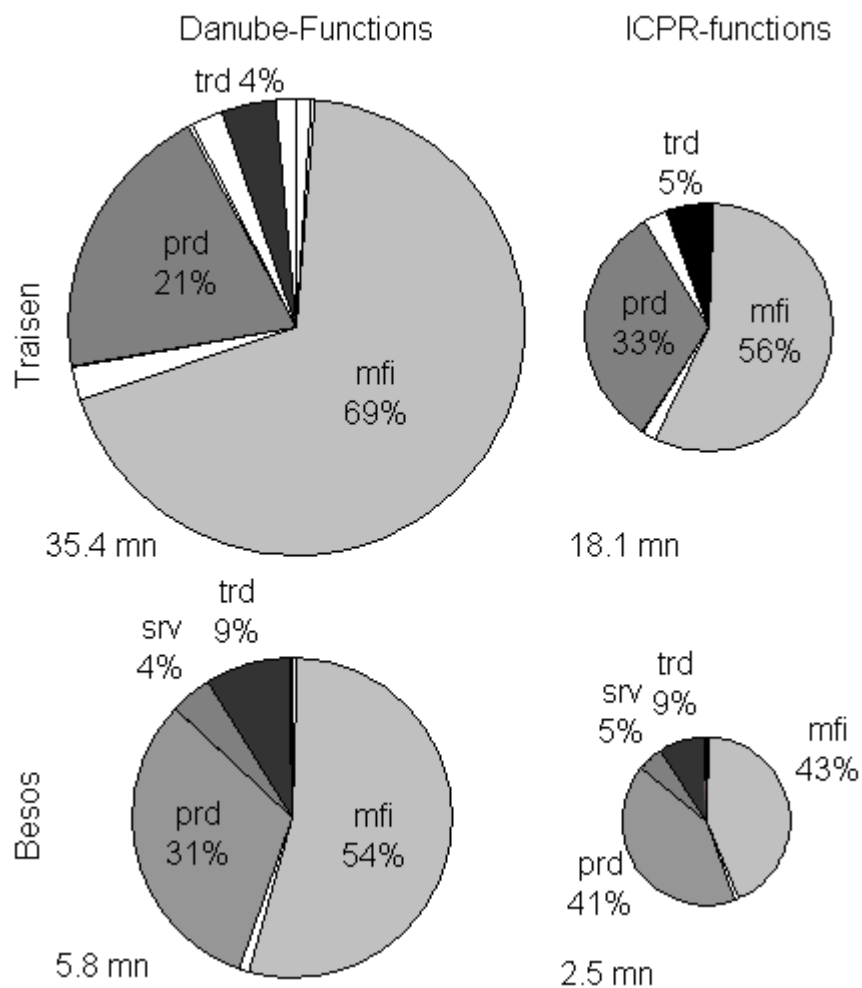 Danube-Functions
ICPR-functions
Traisen
trd 4%
prd
21%
mfi
69%
35.4 mn
trd
5%
prd
33%
mfi
56%
18.1 mn
Besos
srv
4%
trd
9%
prd
31%
mfi
54%
5.8 mn
srv
5%
trd
9%
mfi
43%
prd
41%
2.5 mn